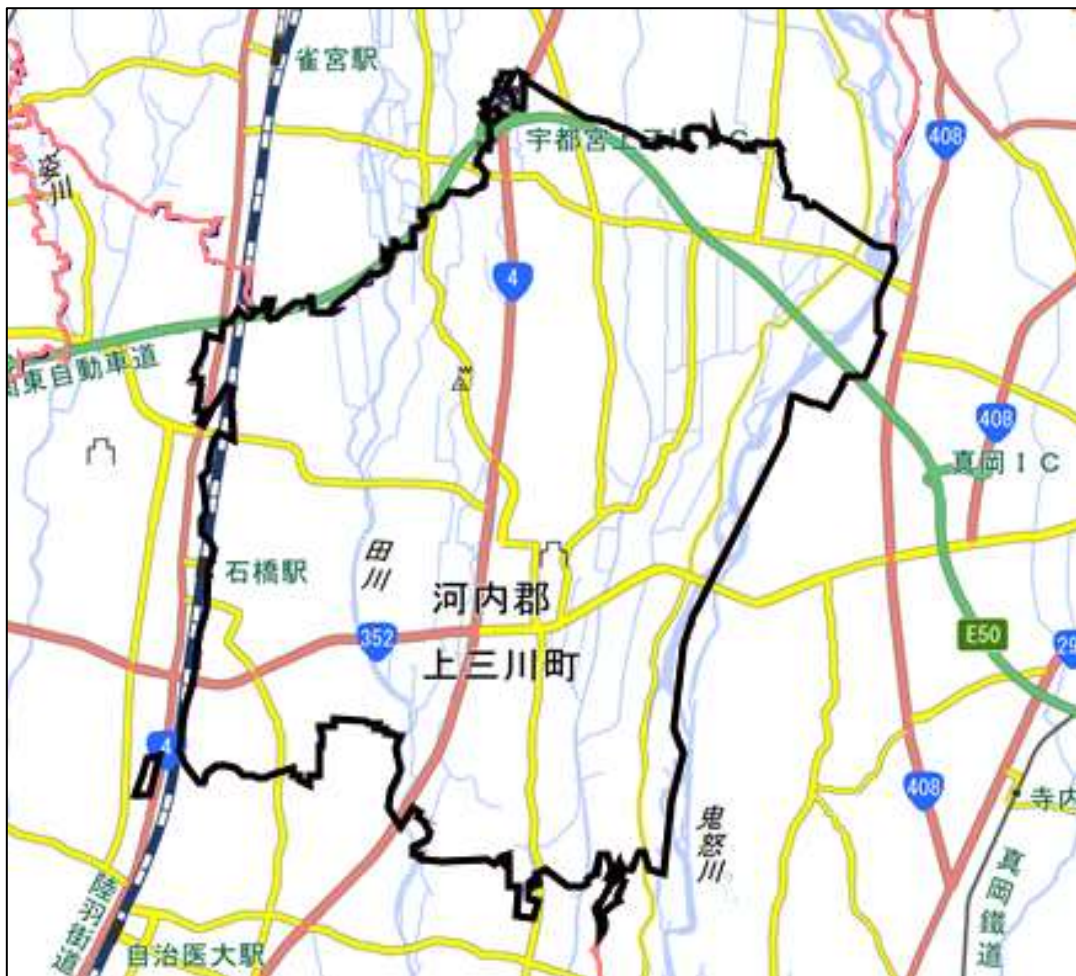 雀宮駅
宇都宮上三川IC
408
姿川
4
関東自動車道
408
真岡IC
田川
石橋駅
河内郡
352
E50
上三川町
4
408
寺内
鬼怒川
真岡鐵道
陸羽街道
自治医大駅